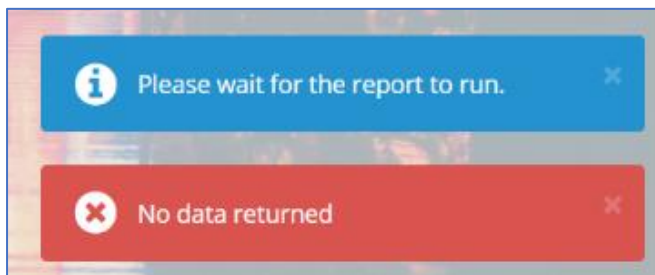 Please wait for the report to run.
No data returned